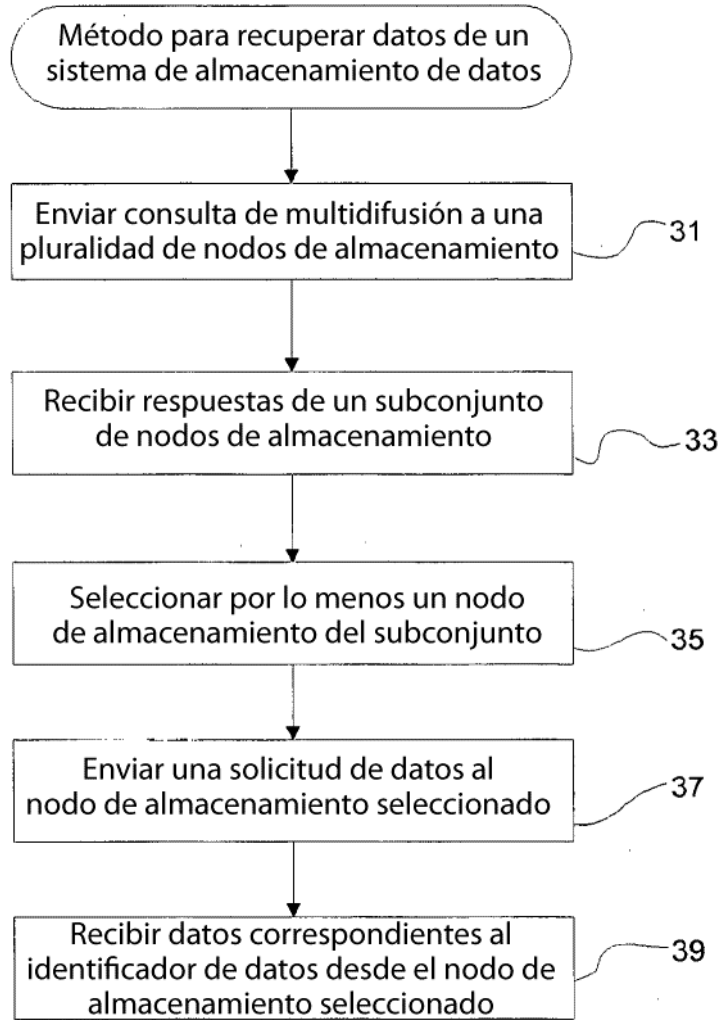 Método para recuperar datos de un
sistema de almacenamiento de datos
Enviar consulta de multidifusión a una
pluralidad de nodos de almacenamiento
31
Recibir respuestas de un subconjunto
de nodos de almacenamiento
33
Seleccionar por lo menos un nodo
de almacenamiento del subconjunto
35
Enviar una solicitud de datos al
nodo de almacenamiento seleccionado
37
Recibir datos correspondientes al
identificador de datos desde el nodo de
almacenamiento seleccionado
39